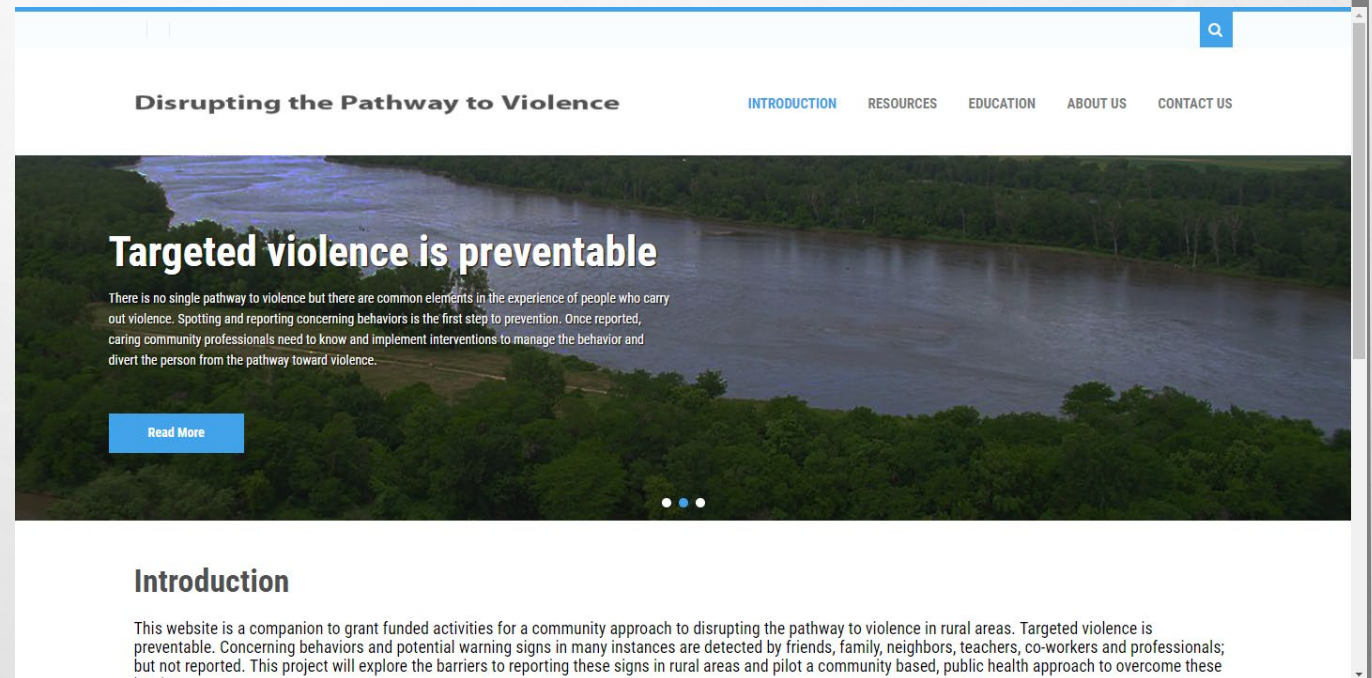 Disrupting the Pathway to Violence
INTRODUCTION RESOURCES EDUCATION ABOUT US CONTACT US
Targeted violence is preventable
There is no single pathway to violence but there are common elements in the experience of people who carry
out violence. Spotting and reporting concerning behaviors is the first step to prevention. Once reported,
caring community professionals need to know and implement interventions to manage the behavior and
divert the person from the pathway toward violence.
Read More
Introduction
This website is a companion to grant funded activities for a community approach to disrupting the pathway to violence in rural areas. Targeted violence is
preventable. Concerning behaviors and potential warning signs in many instances are detected by friends, family, neighbors, teachers, co-workers and professionals;
but not reported. This project will explore the barriers to reporting these signs in rural areas and pilot a community based, public health approach to overcome these